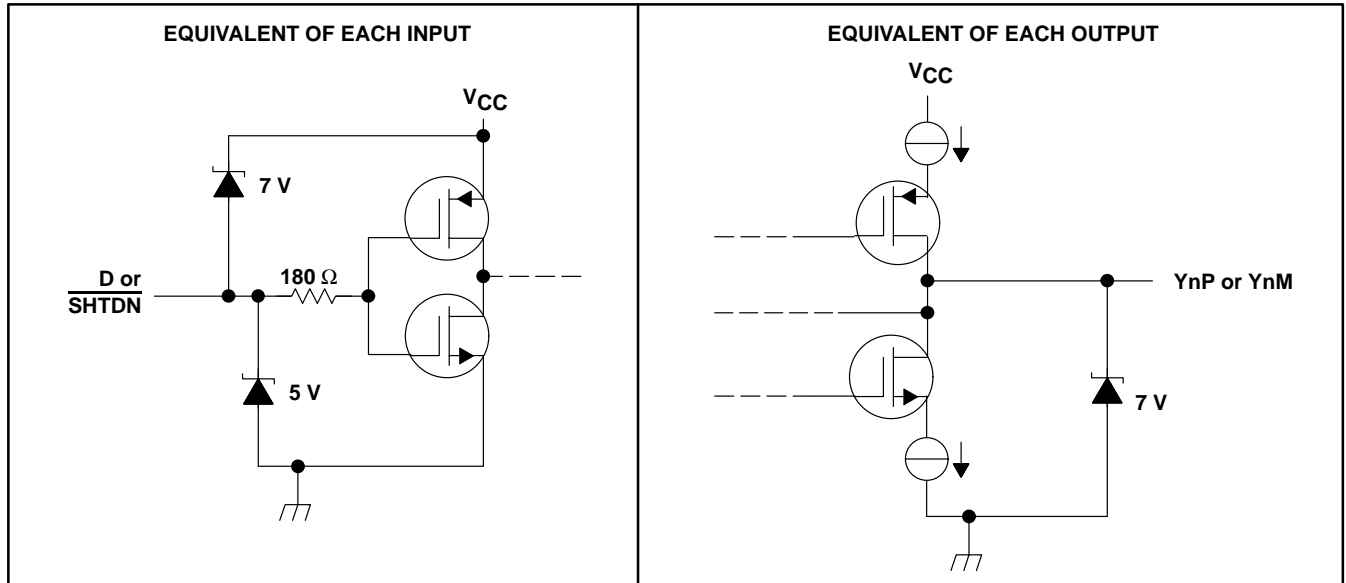 EQUIVALENT OF EACH INPUT
VCC
7 V
D or
SHTDN
180 Ω
5 V
EQUIVALENT OF EACH OUTPUT
VCC
YnP or YnM
7 V